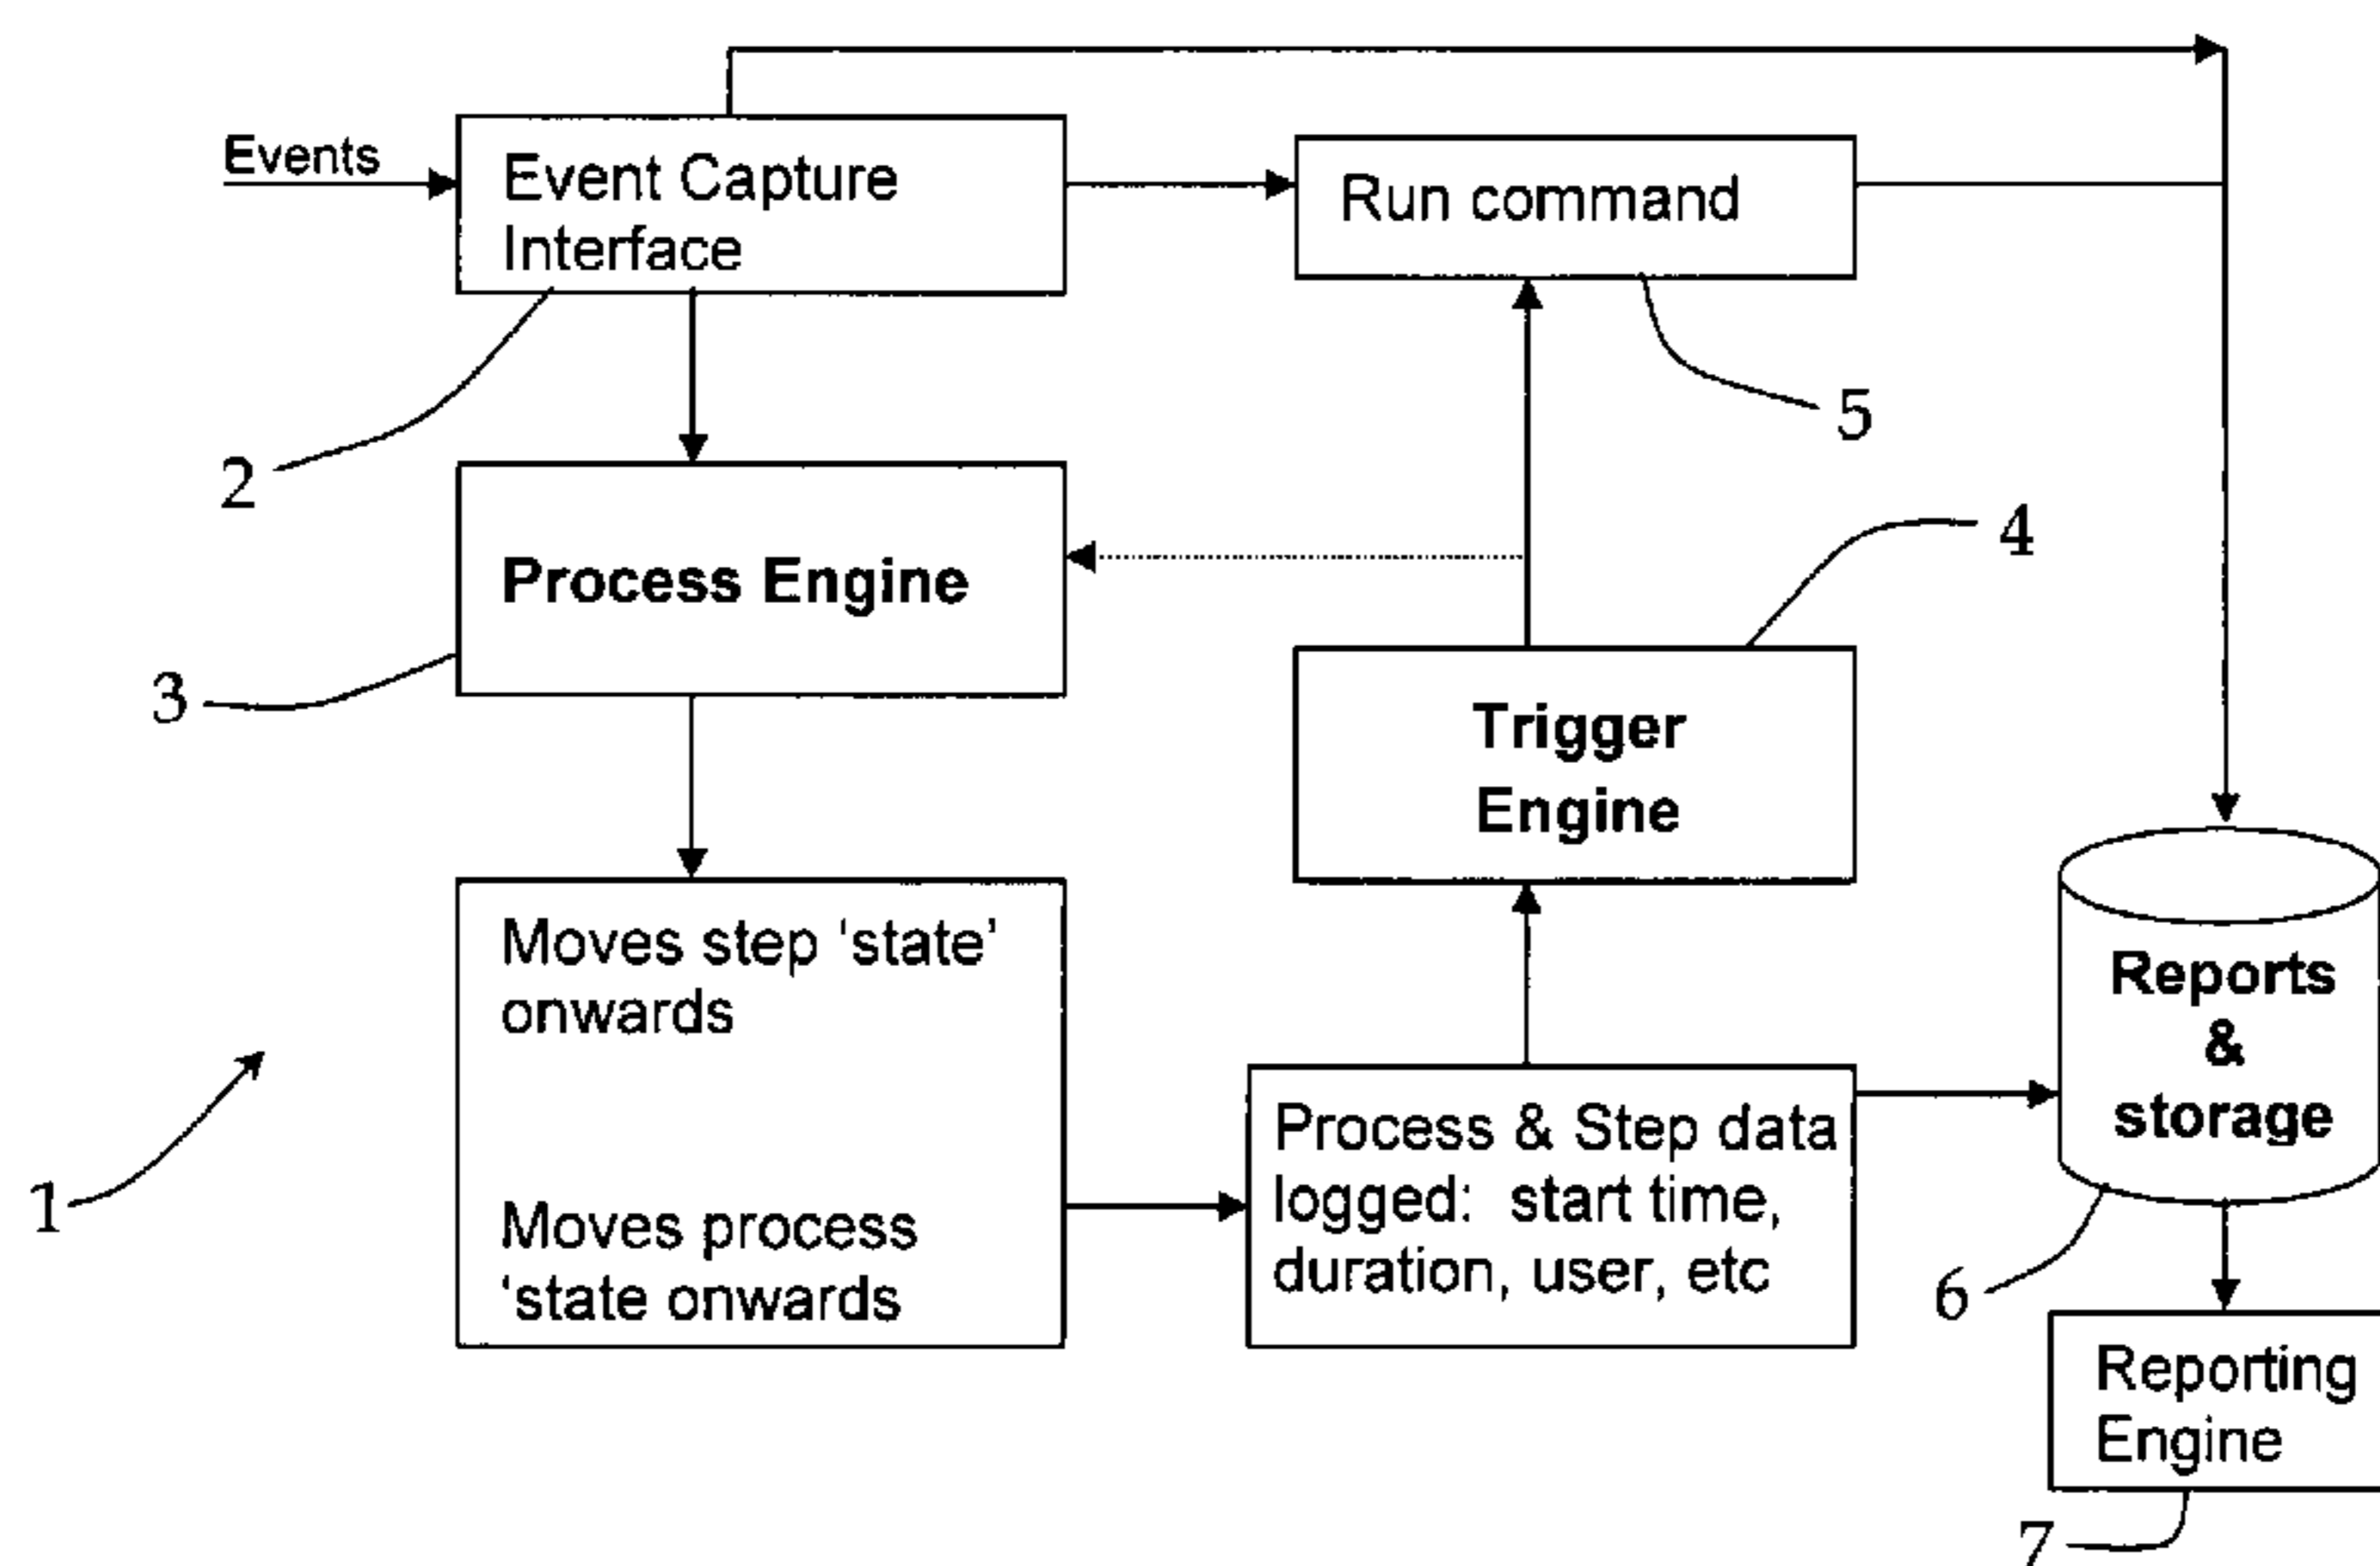 Events
Event Capture
Interface
Run command
5
2
Process Engine
4
3
Trigger
Engine
Moves step ‘state’
onwards
Moves process
‘state onwards
Process & Step data
logged: start time,
duration, user, etc
Reports
&
storage
1
6
Reporting
Engine
7